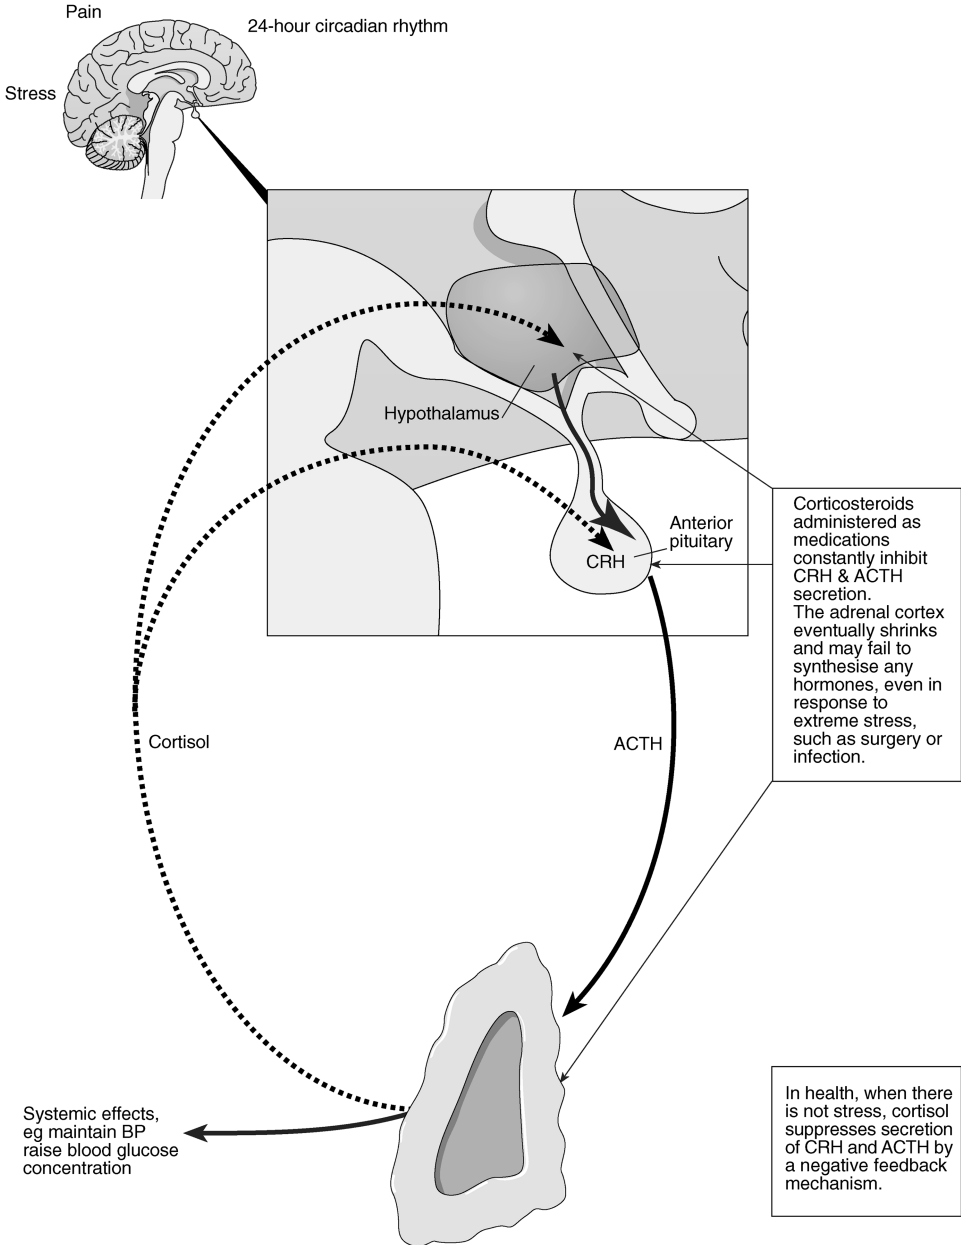 Pain
24-hour circadian rhythm
Stress
Hypothalamus
Anterior
pituitary
CRH
Corticosteroids
administered as
medications
constantly inhibit
CRH & ACTH
secretion.
The adrenal cortex
eventually shrinks
and may fail to
synthesise any
hormones, even in
response to
extreme stress,
such as surgery or
infection.
Cortisol
ACTH
Systemic effects,
eg maintain BP
raise blood glucose
concentration
In health, when there
is not stress, cortisol
suppresses secretion
of CRH and ACTH by
a negative feedback
mechanism.